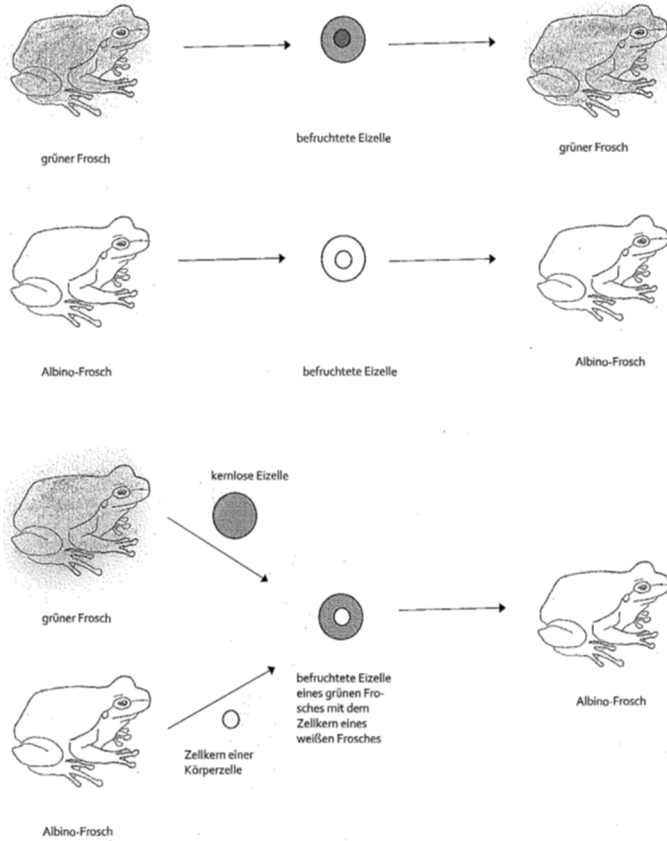 befruchtete Eizelle
grüner Frosch
grüner Frosch
Albino-Frosch
befruchtete Eizelle
Albino-Frosch
kernlose Eizelle
grüner Frosch
befruchtete Eizelle
eines grünen Fro-
sches mit dem
Zellkern eines
weißen Frosches
Albino-Frosch
Zellkern einer
Körperzelle
Albino-Frosch